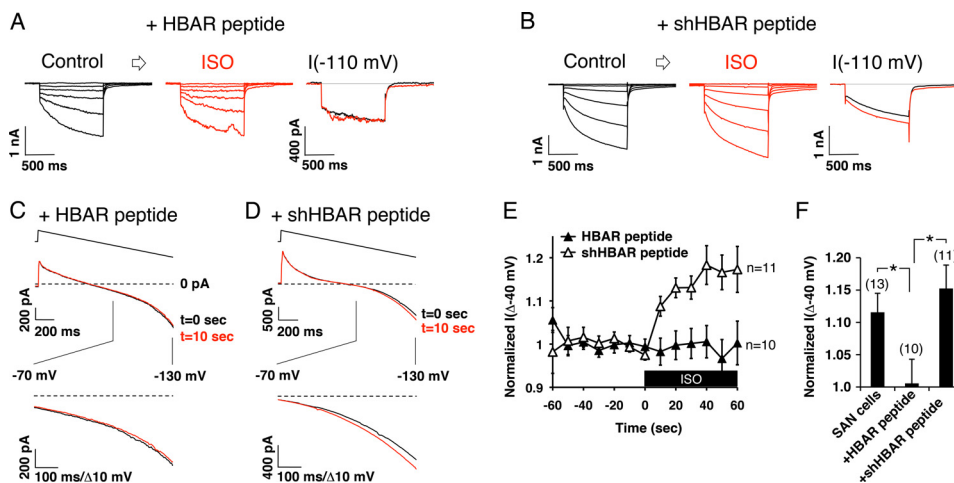 A
+ HBAR peptide
Control
ISO
I(-110 mV)
1 nA
500 ms
400 pA
500 ms
B
+ shHBAR peptide
Control
ISO
I(-110 mV)
1 nA
500 ms
C
+ HBAR peptide
0 pA
200 pA
200 ms
t=0 sec
t=10 sec
-70 mV
-130 mV
200 pA
100 ms/Δ10 mV
D
+ shHBAR peptide
500 pA
200 ms
t=0 sec
t=10 sec
-70 mV
-130 mV
400 pA
100 ms/Δ10 mV
E
HBAR peptide
shHBAR peptide
Normalized I(Δ-40 mV)
1.2
1.1
1
0.9
n=11
n=10
ISO
-60 -40 -20 0 20 40 60
Time (sec)
F
Normalized I(Δ-40 mV)
1.20
1.15
1.10
1.05
1.0
*
*
(13)
(10)
(11)
SAN cells
+HBAR peptide
+shHBAR peptide